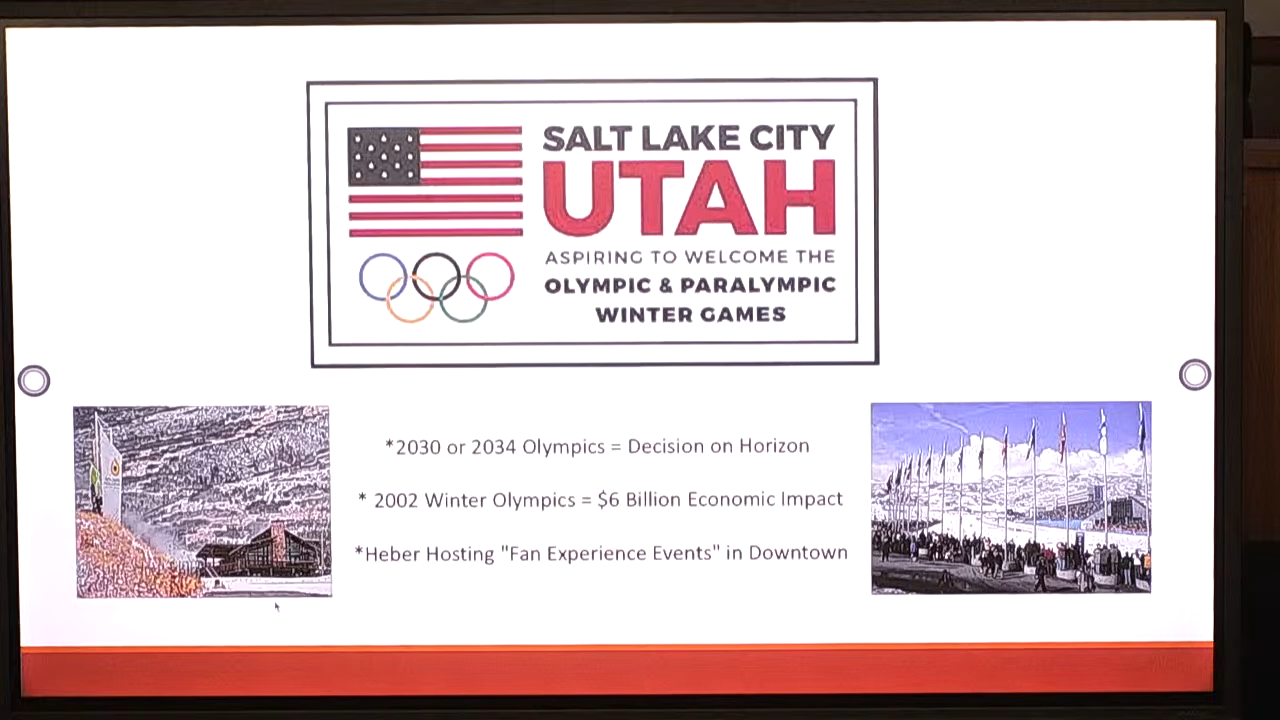 SALT LAKE CITY
UTAH
ASPIRING TO WELCOME THE
OLYMPIC & PARALYMPIC
WINTER GAMES
*2030 or 2034 Olympics = Decision on Horizon
* 2002 Winter Olympics = $6 Billion Economic Impact
*Heber Hosting "Fan Experience Events" in Downtown